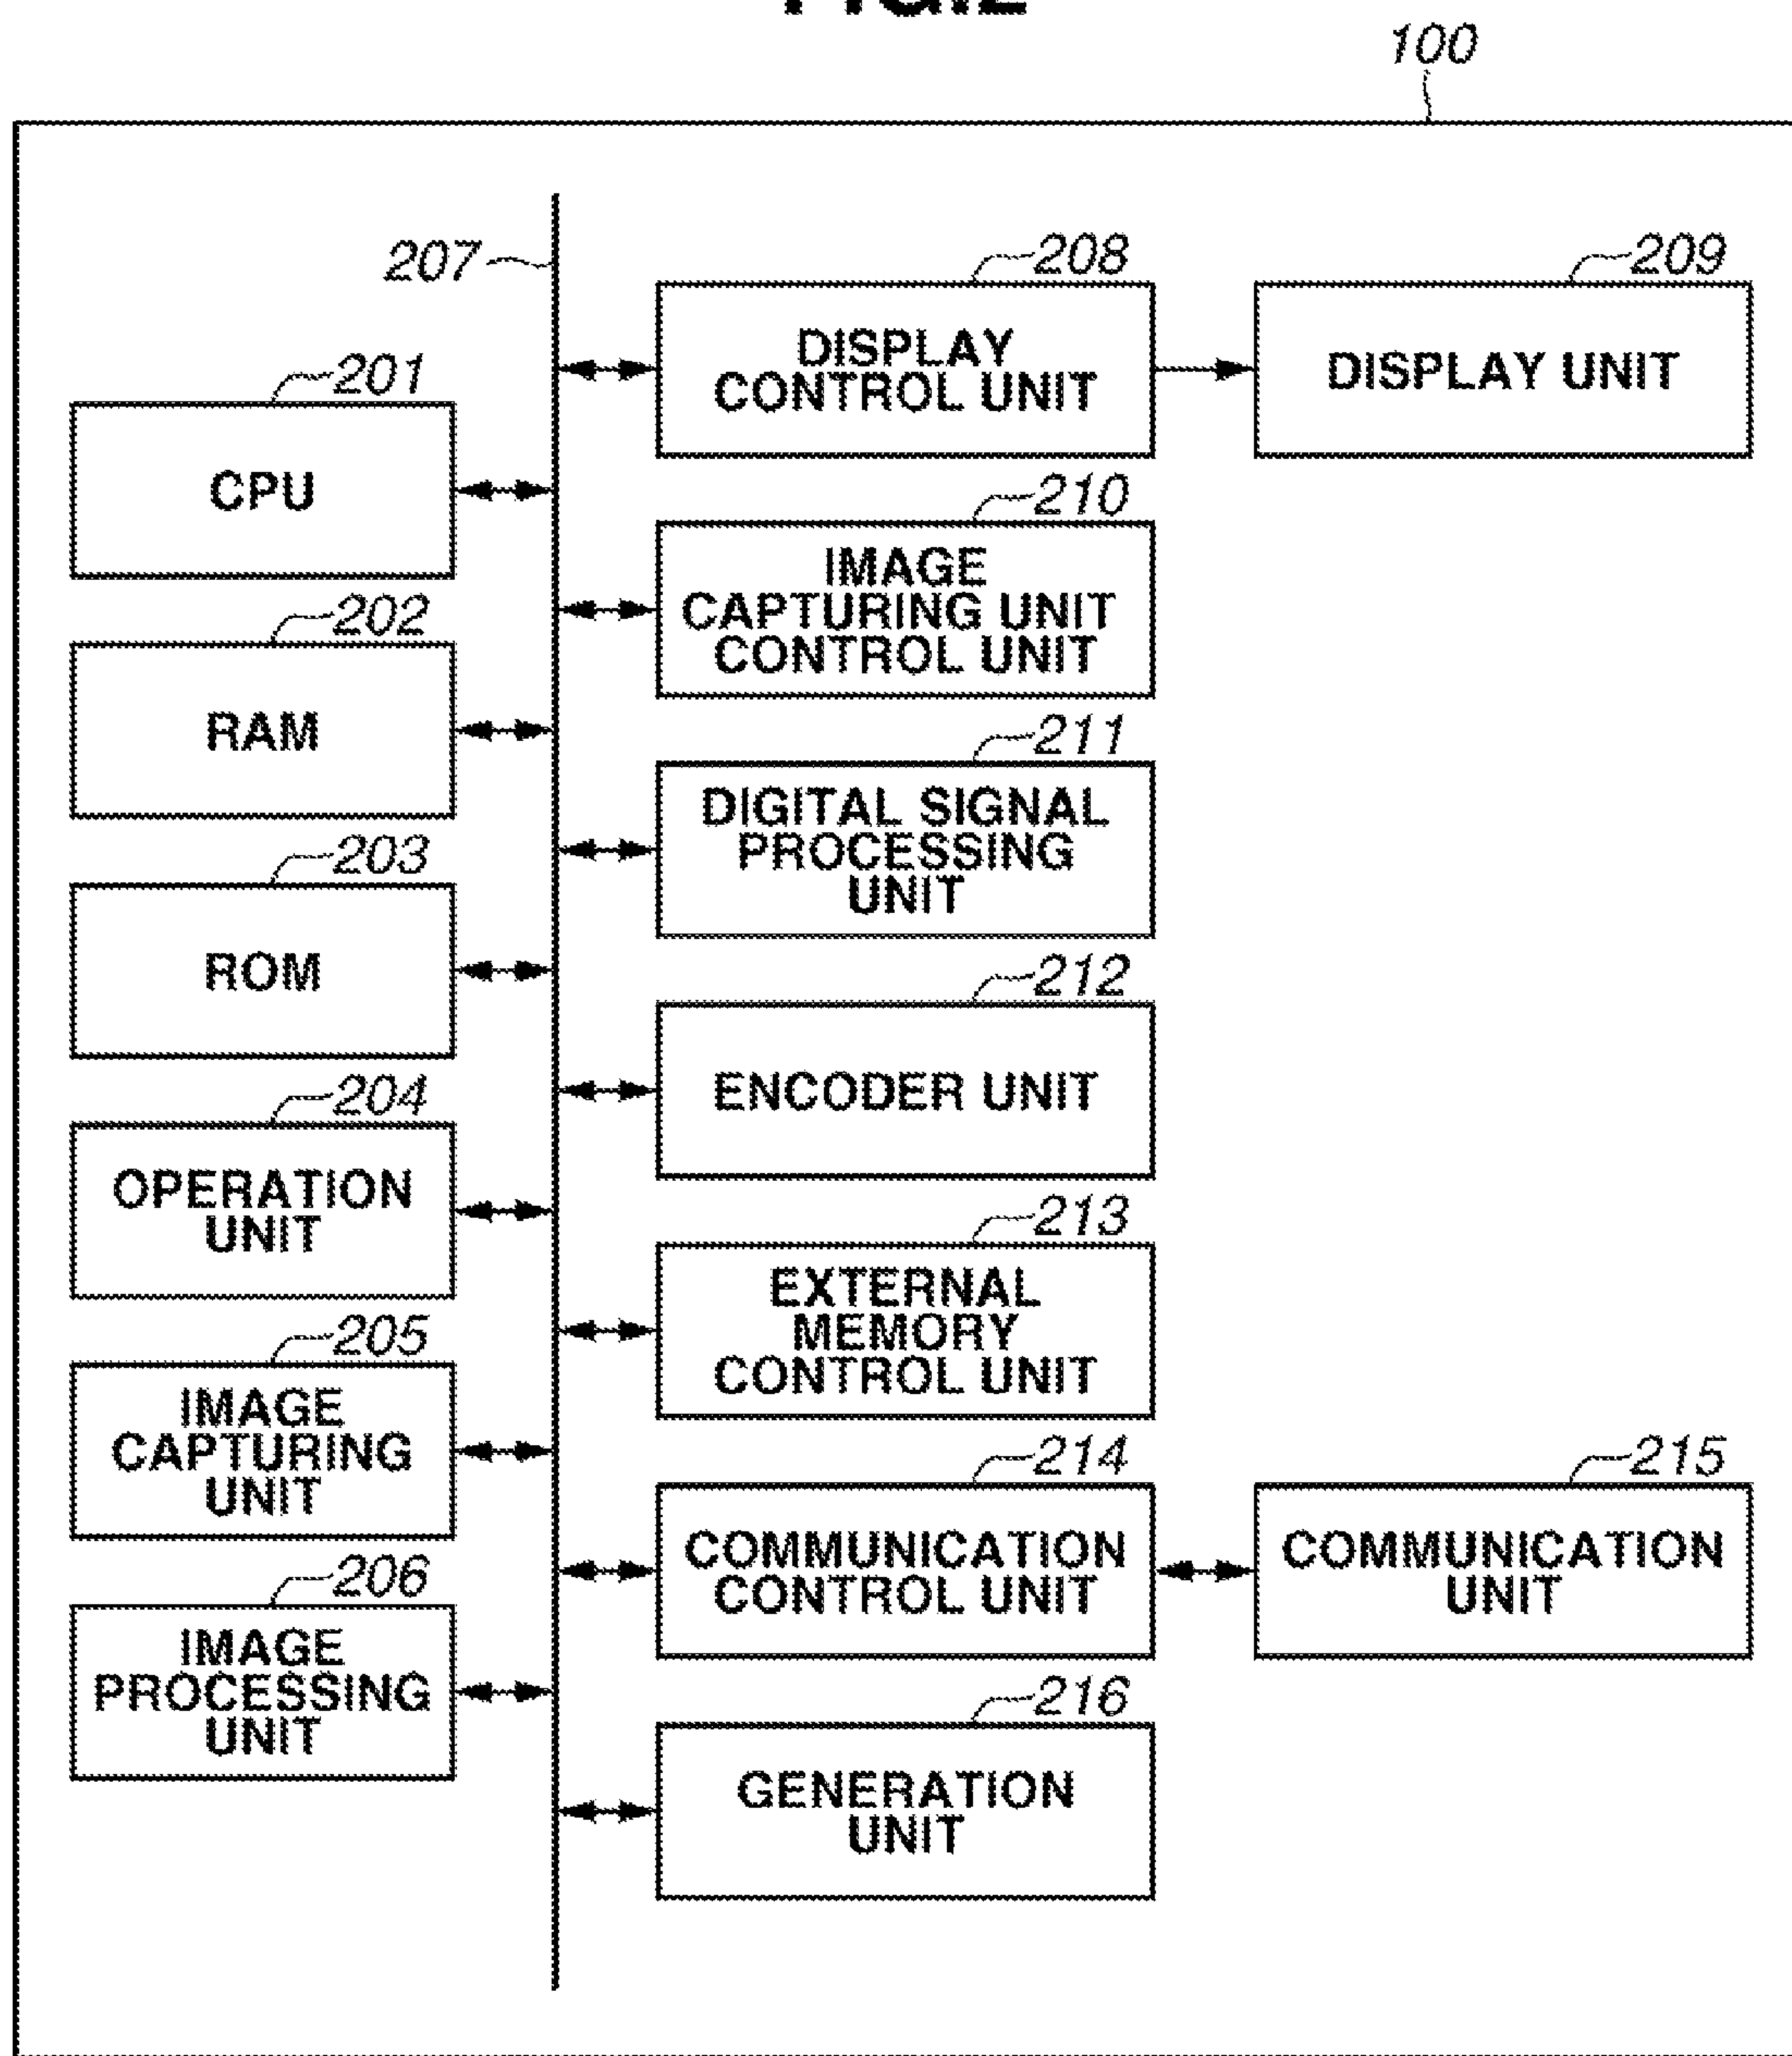 FIG.2
100
207
208
DISPLAY
CONTROL UNIT
209
DISPLAY UNIT
201
CPU
210
IMAGE
CAPTURING UNIT
CONTROL UNIT
202
RAM
211
DIGITAL SIGNAL
PROCESSING
UNIT
203
ROM
212
ENCODER UNIT
204
OPERATION
UNIT
213
EXTERNAL
MEMORY
CONTROL UNIT
205
IMAGE
CAPTURING
UNIT
214
COMMUNICATION
CONTROL UNIT
215
COMMUNICATION
UNIT
206
IMAGE
PROCESSING
UNIT
216
GENERATION
UNIT